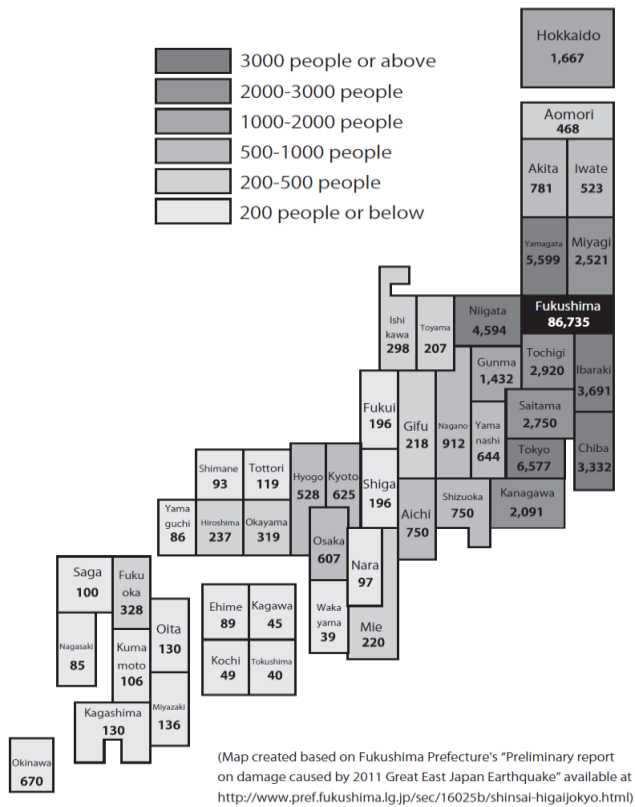 Hokkaido
1,667
3000 people or above
2000-3000 people
1000-2000 people
500-1000 people
200-500 people
200 people or below
Aomori
468
Akita
781
Iwate
523
Yamagata
5,599
Miyagi
2,521
Fukushima
86,735
Ishi
kawa
298
Toyama
207
Niigata
4,594
Gunma
1,432
Tochigi
2,920
Ibaraki
3,691
Fukui
196
Gifu
218
Nagano
912
Yama
nashi
644
Saitama
2,750
Tokyo
6,577
Chiba
3,332
Shimane
93
Tottori
119
Hyogo
528
Kyoto
625
Shiga
196
Aichi
750
Shizuoka
750
Kanagawa
2,091
Yama
guchi
86
Hiroshima
237
Okayama
319
Osaka
607
Nara
97
Waka
yama
39
Mie
220
Saga
100
Fuku
oka
328
Nagasaki
85
Kuma
moto
106
Oita
130
Ehime
89
Kagawa
45
Kochi
49
Tokushima
40
Kagashima
130
Miyazaki
136
Okinawa
670
(Map created based on Fukushima Prefecture's "Preliminary report
on damage caused by 2011 Great East Japan Earthquake" available at
http://www.pref.fukushima.lg.jp/sec/16025b/shinsai-higaijokyo.html)